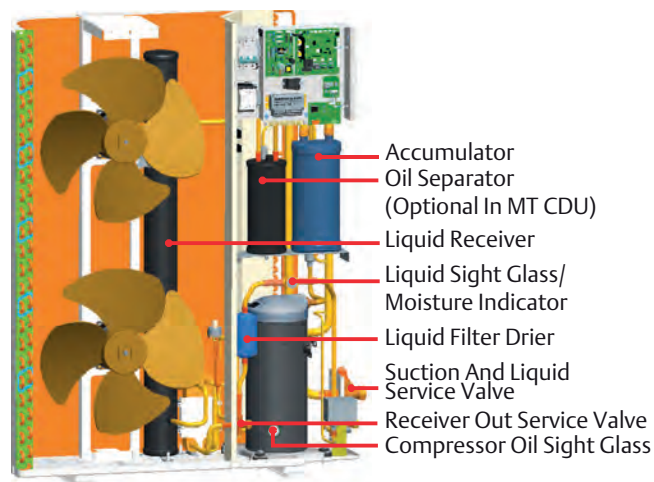 Accumulator
Oil Separator
(Optional In MT CDU)
Liquid Receiver
Liquid Sight Glass/
Moisture Indicator
Liquid Filter Drier
Suction And Liquid
Service Valve
Receiver Out Service Valve
Compressor Oil Sight Glass